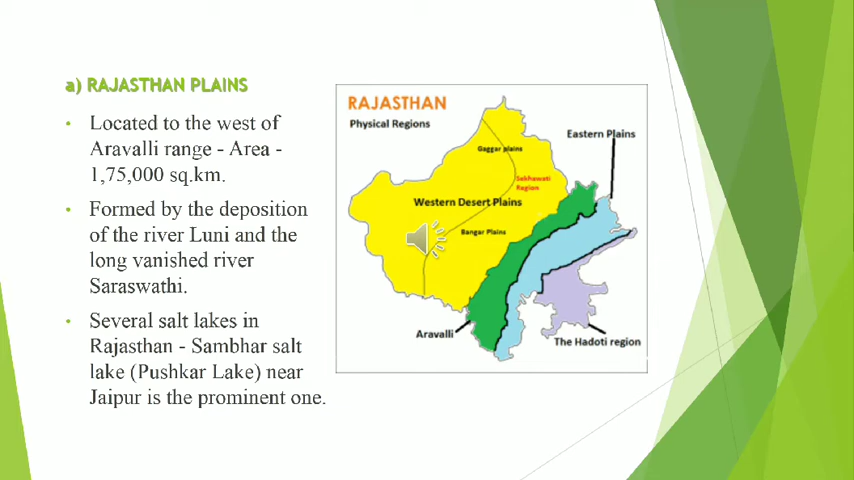 a) RAJASTHAN PLAINS
• Located to the west of
Aravalli range - Area -
1,75,000 sq.km.
• Formed by the deposition
of the river Luni and the
long vanished river
Saraswathi.
• Several salt lakes in
Rajasthan - Sambhar salt
lake (Pushkar Lake) near
Jaipur is the prominent one.
RAJASTHAN
Physical Regions
Eastern Plains
Gaggar plains
Sekhawati
Region
Western Desert Plains
Bangar Plains
Aravalli
The Hadoti region